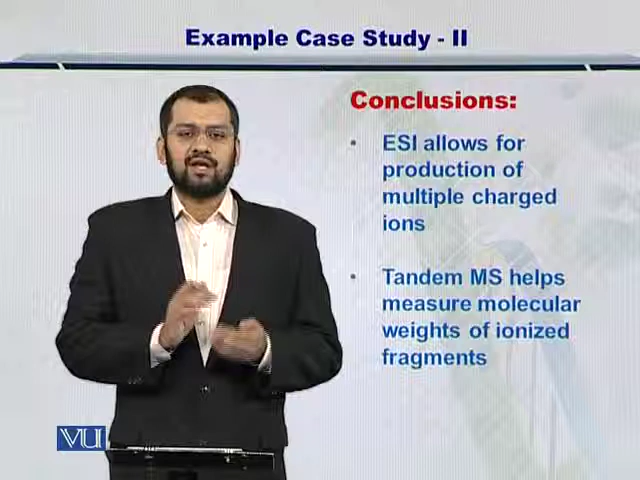 Example Case Study - II
Conclusions:
• ESI allows for
production of
multiple charged
ions
• Tandem MS helps
measure molecular
weights of ionized
fragments
VU